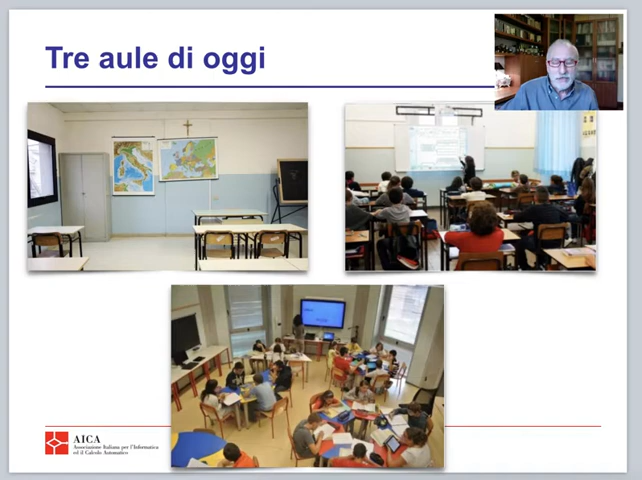 Tre aule di oggi
AICA
Associazione Italiana per l'Informatica
ed il Calcolo Automatico